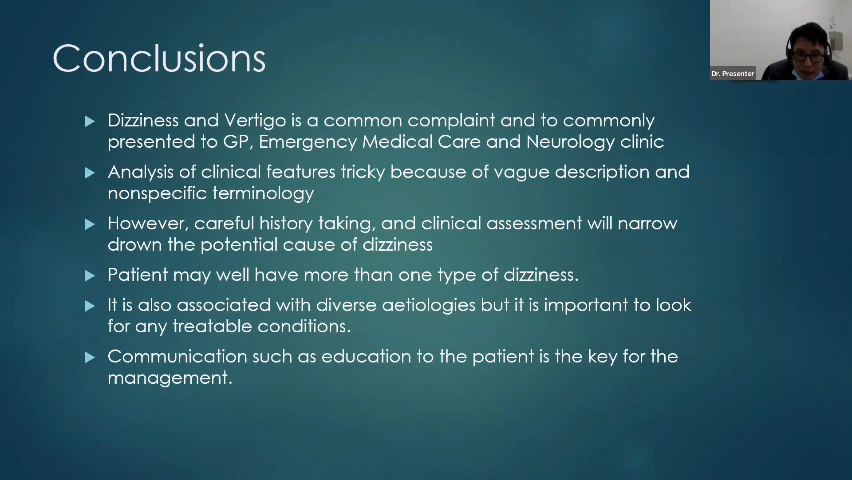 Conclusions
Dr. Presenter
Dizziness and Vertigo is a common complaint and to commonly
presented to GP, Emergency Medical Care and Neurology clinic
Analysis of clinical features tricky because of vague description and
nonspecific terminology
However, careful history taking, and clinical assessment will narrow
drown the potential cause of dizziness
Patient may well have more than one type of dizziness.
It is also associated with diverse aetiologies but it is important to look
for any treatable conditions.
Communication such as education to the patient is the key for the
management.